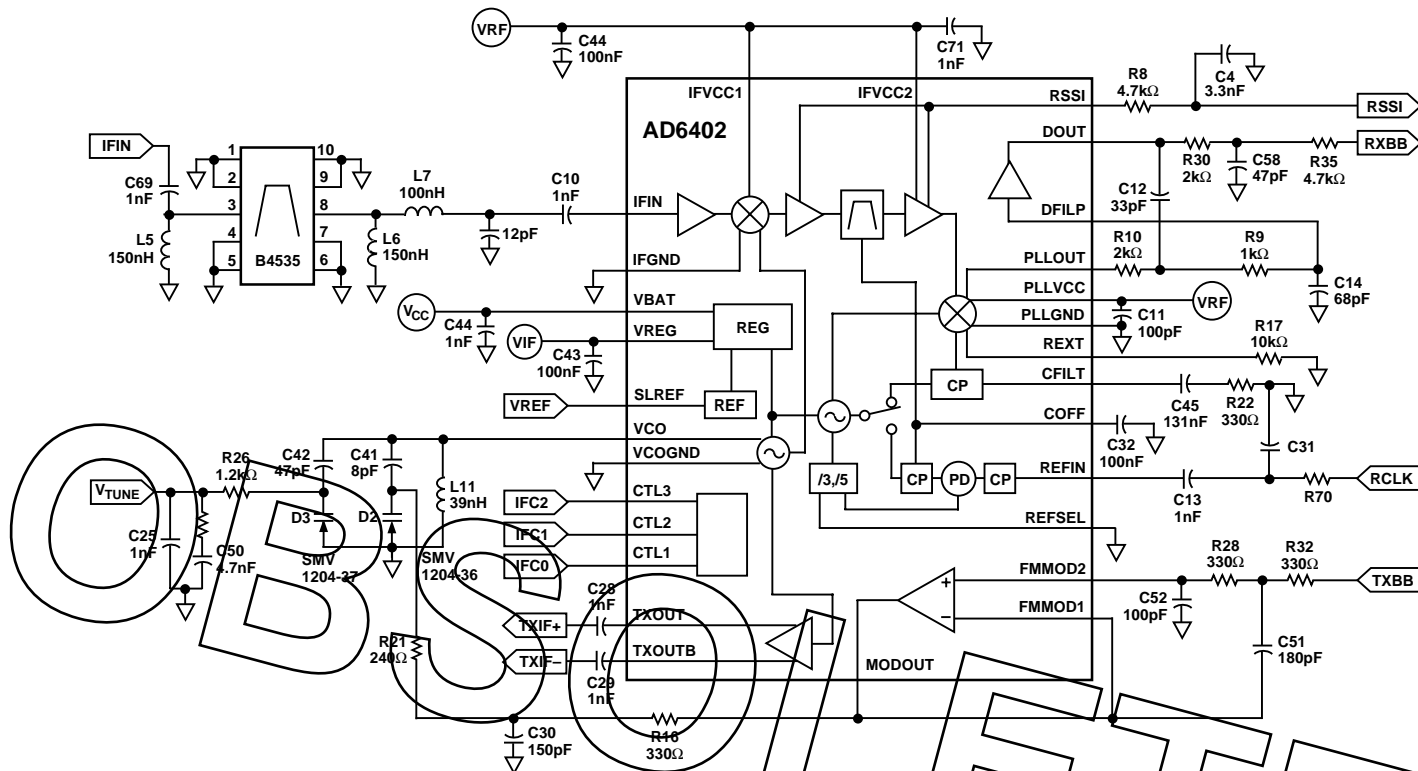 VRF
C44
100nF
C71
1nF
IFVCC1
IFVCC2
RSSI
R8
4.7kΩ
C4
3.3nF
RSSI
AD6402
DOUT
RXBB
R30
2kΩ
C58
47pF
R35
4.7kΩ
C12
33pF
DFILP
IFIN
C69
1nF
L5
150nH
1
2
3
4
5
10
9
8
7
6
B4535
L7
100nH
L6
150nH
12pF
C10
1nF
IFIN
IFGND
R10
2kΩ
R9
1kΩ
C14
68pF
PLLOUT
PLLVCC
VRF
PLLGND
C11
100pF
R17
10kΩ
REXT
VCC
C44
1nF
VBAT
VIF
C43
100nF
VREG
REG
VREF
SLREF
REF
CP
CFILT
C45
131nF
R22
330Ω
COFF
C32
100nF
C31
VCO
VCOGND
/3,/5
CP
PD
CP
REFIN
C13
1nF
R70
RCLK
REFSEL
VTUNE
R26
1.2kΩ
C42
47pF
C41
8pF
L11
39nH
D3
D2
C25
1nF
C50
4.7nF
SMV
1204-37
SMV
1204-36
IFC2
CTL3
IFC1
CTL2
IFC0
CTL1
C28
1nF
TXIF+
TXOUT
TXIF–
TXOUTB
C29
1nF
+
–
MODOUT
FMMOD2
FMMOD1
R28
330Ω
R32
330Ω
TXBB
C52
100pF
C51
180pF
R21
240Ω
C30
150pF
R16
330Ω
OBSOLETE